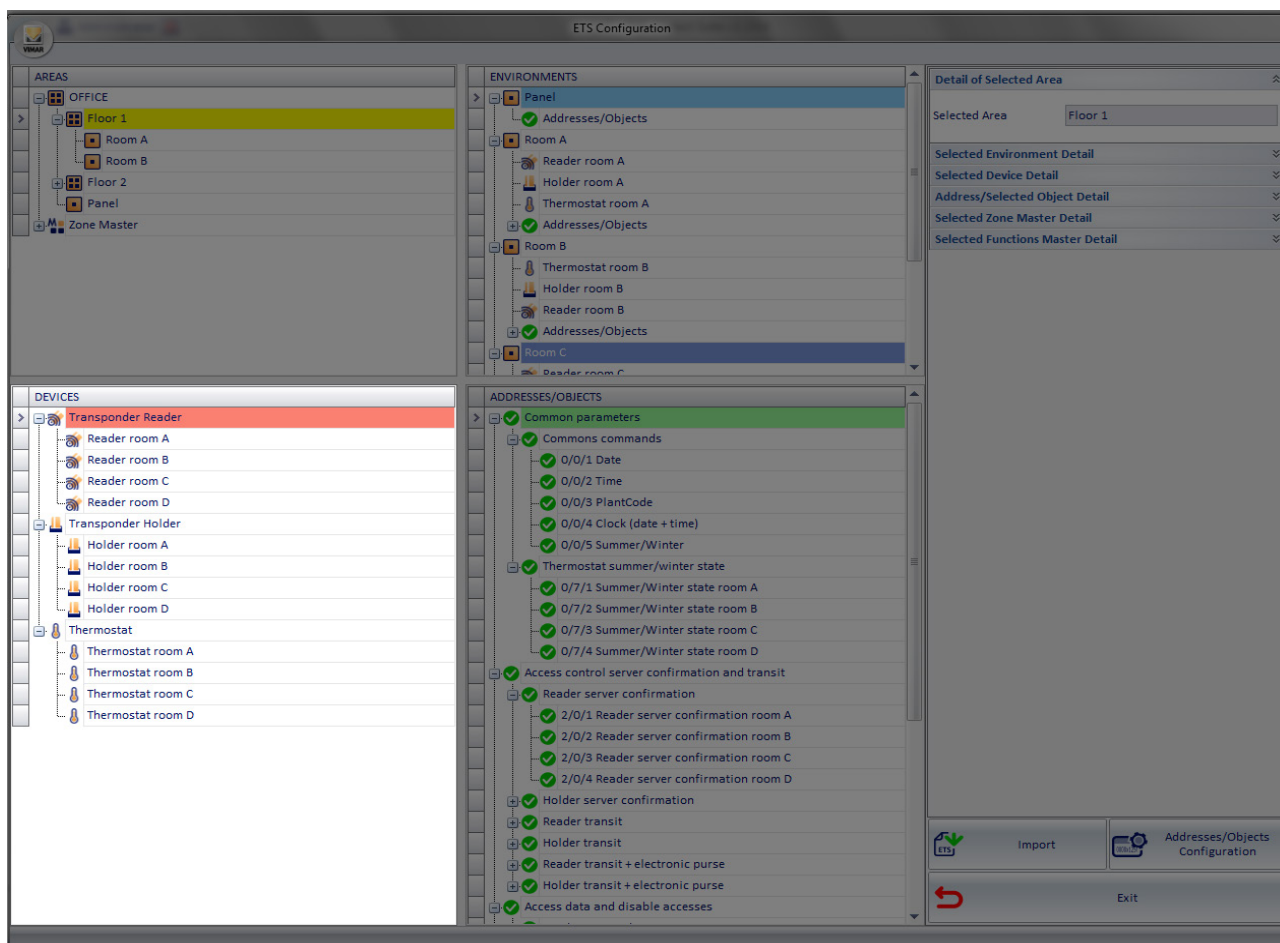 ETS Configuration
VIMAR
AREAS
OFFICE
Floor 1
Room A
Room B
Floor 2
Panel
Zone Master
ENVIRONMENTS
Panel
Addresses/Objects
Room A
Reader room A
Holder room A
Thermostat room A
Addresses/Objects
Room B
Thermostat room B
Holder room B
Reader room B
Addresses/Objects
Room C
Reader room C
Detail of Selected Area
Selected Area Floor 1
Selected Environment Detail
Selected Device Detail
Address/Selected Object Detail
Selected Zone Master Detail
Selected Functions Master Detail
DEVICES
Transponder Reader
Reader room A
Reader room B
Reader room C
Reader room D
Transponder Holder
Holder room A
Holder room B
Holder room C
Holder room D
Thermostat
Thermostat room A
Thermostat room B
Thermostat room C
Thermostat room D
ADDRESSES/OBJECTS
Common parameters
Commons commands
0/0/1 Date
0/0/2 Time
0/0/3 PlantCode
0/0/4 Clock (date + time)
0/0/5 Summer/Winter
Thermostat summer/winter state
0/7/1 Summer/Winter state room A
0/7/2 Summer/Winter state room B
0/7/3 Summer/Winter state room C
0/7/4 Summer/Winter state room D
Access control server confirmation and transit
Reader server confirmation
2/0/1 Reader server confirmation room A
2/0/2 Reader server confirmation room B
2/0/3 Reader server confirmation room C
2/0/4 Reader server confirmation room D
Holder server confirmation
Reader transit
Holder transit
Reader transit + electronic purse
Holder transit + electronic purse
Access data and disable accesses
ETS
Import
Addresses/Objects
Configuration
Exit